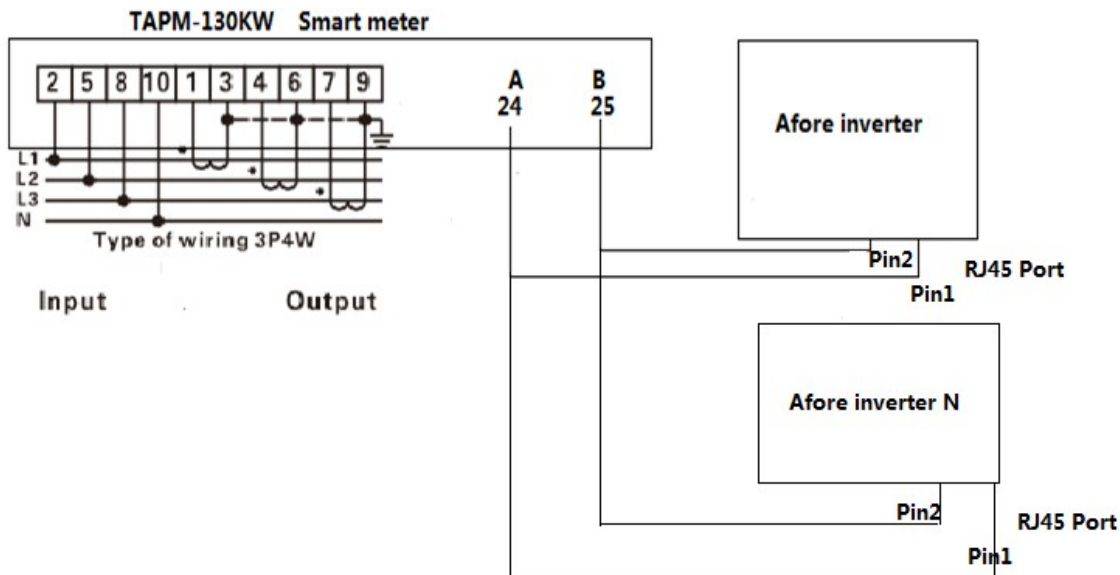 TAPM-130KW Smart meter
2 5 8 10 1 3 4 6 7 9
A B
24 25
L1
L2
L3
N
Type of wiring 3P4W
Input Output
Afore inverter
Pin2
RJ45 Port
Pin1
Afore inverter N
Pin2
RJ45 Port
Pin1